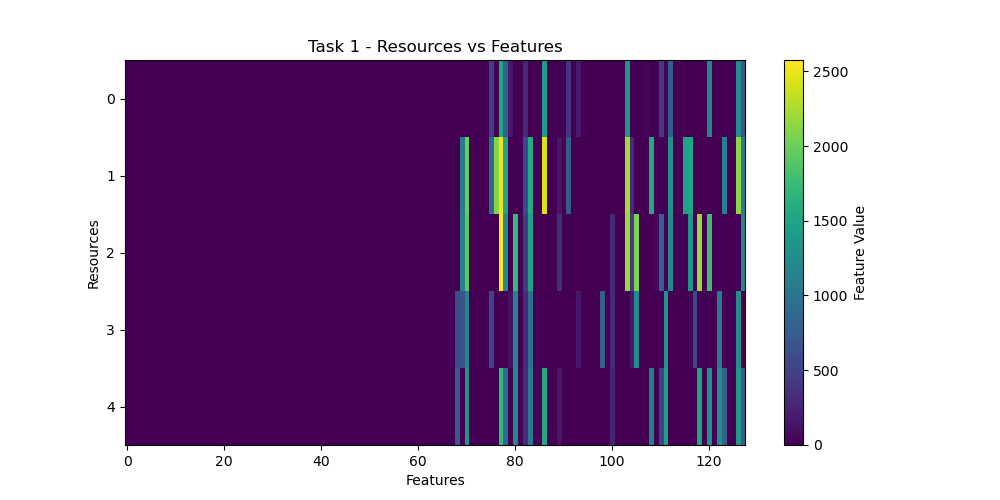 Task 1 - Resources vs Features
Resources
0
1
2
3
4
0 20 40 60 80 100 120
Features
2500
2000
1500
1000
500
0
Feature Value